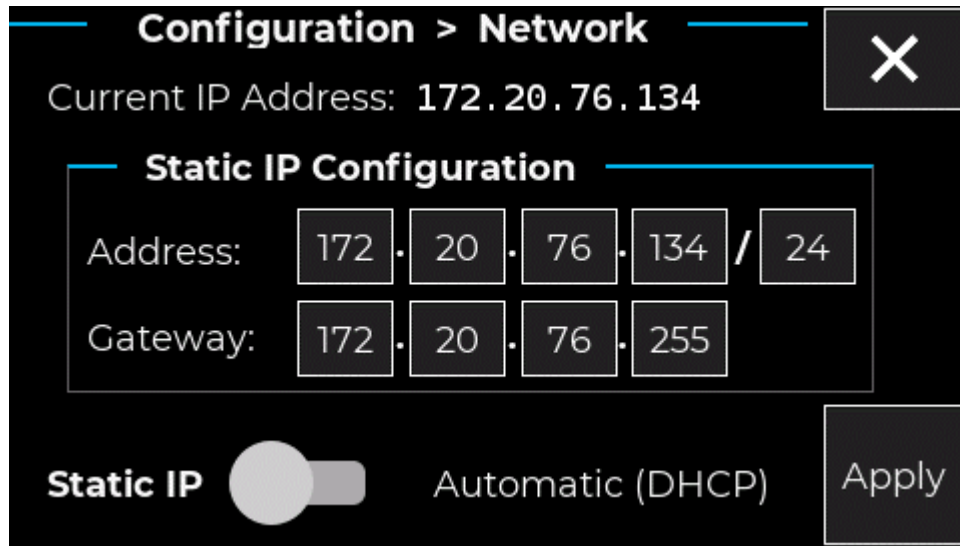 Configuration > Network
Current IP Address: 172.20.76.134
Static IP Configuration
Address: 172 . 20 . 76 . 134 / 24
Gateway: 172 . 20 . 76 . 255
Static IP Automatic (DHCP) Apply